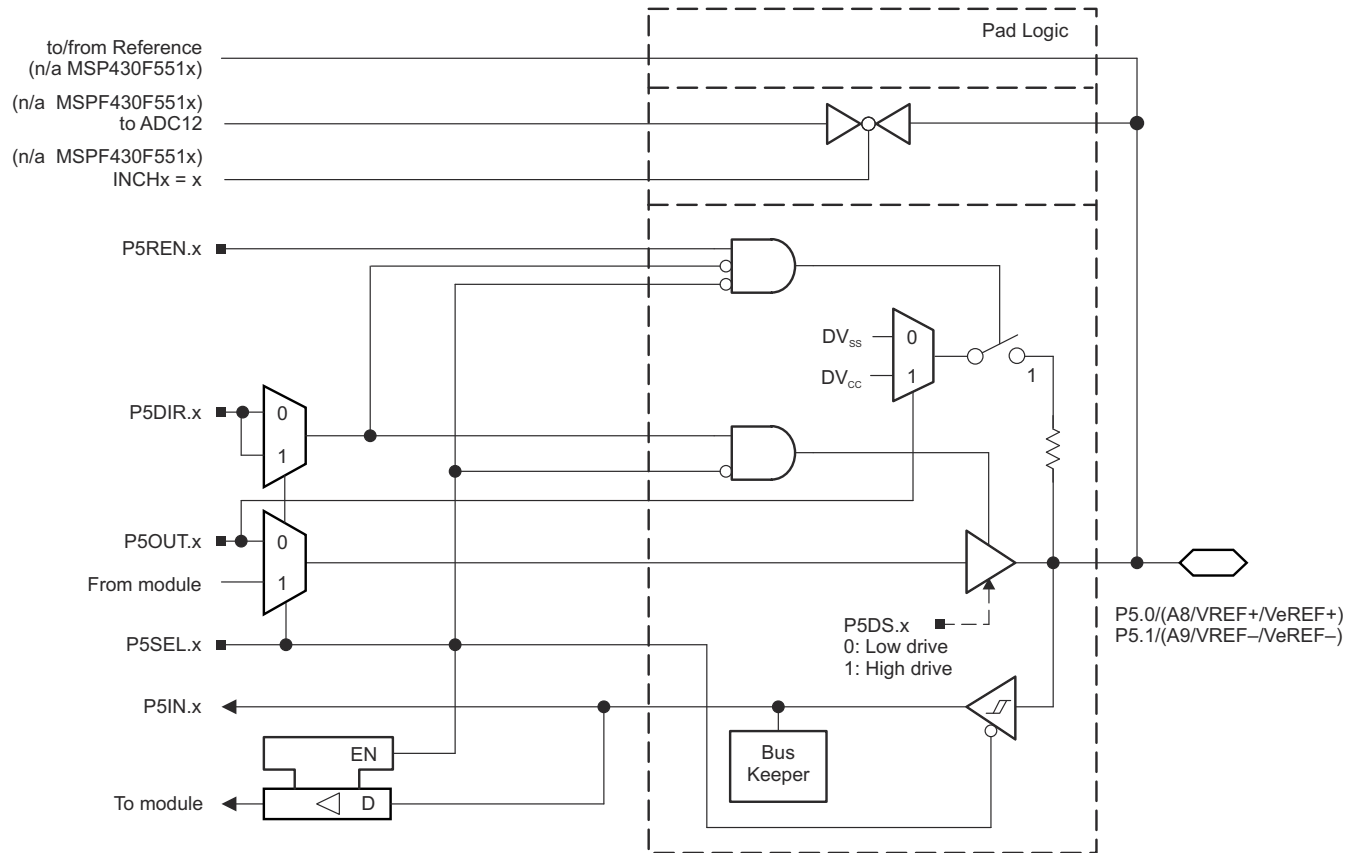 Pad Logic
to/from Reference
(n/a MSP430F551x)
(n/a MSPF430F551x)
to ADC12
(n/a MSPF430F551x)
INCHx = x
P5REN.x
DVSS
0
DVCC
1
1
P5DIR.x
0
1
P5OUT.x
0
From module
1
P5DS.x
0: Low drive
1: High drive
P5.0/(A8/VREF+/VeREF+)
P5.1/(A9/VREF–/VeREF–)
P5SEL.x
P5IN.x
EN
Bus
Keeper
To module
D